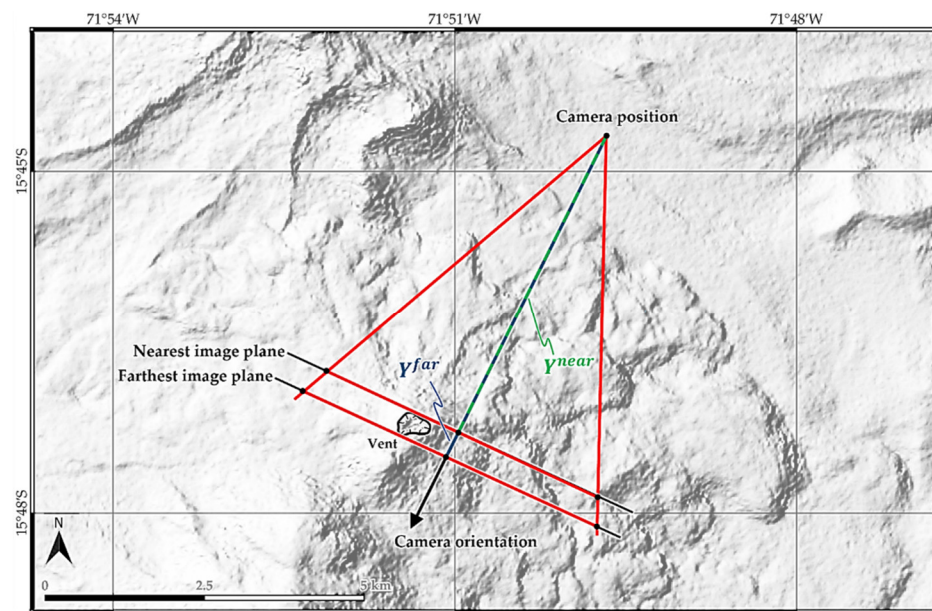 71°54′W 71°51′W 71°48′W
Camera position
15°45′S
Nearest image plane
Farthest image plane
Y^far
Y^near
Vent
15°48′S
N
Camera orientation
0 2.5 5 km